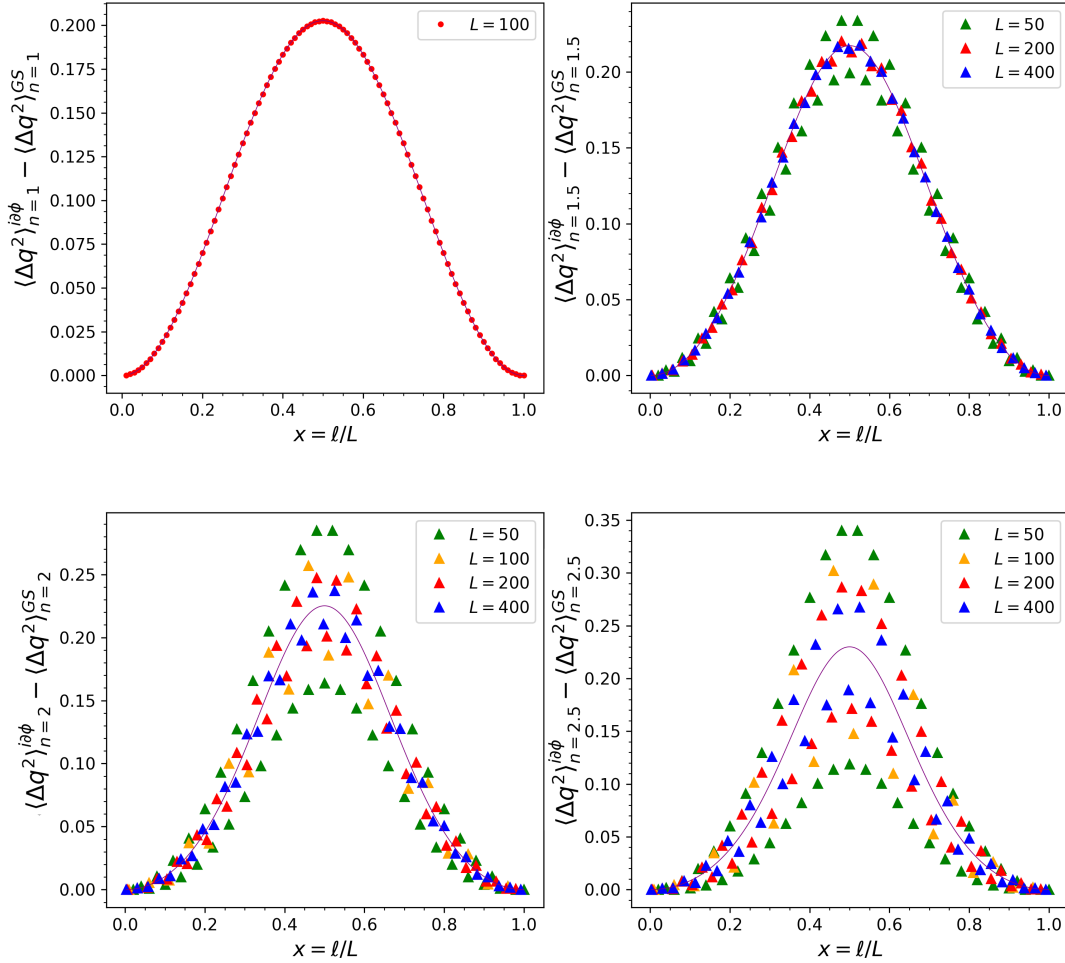 ⟨Δq²⟩ⁱ∂ϕₙ₌₁ − ⟨Δq²⟩ᴳˢₙ₌₁
0.200
0.175
0.150
0.125
0.100
0.075
0.050
0.025
0.000
L = 100
0.0 0.2 0.4 0.6 0.8 1.0
x = ℓ/L
⟨Δq²⟩^{i∂ϕ}_{n=1.5} − ⟨Δq²⟩^{GS}_{n=1.5}
0.20
0.15
0.10
0.05
0.00
L = 50
L = 200
L = 400
0.0 0.2 0.4 0.6 0.8 1.0
x = ℓ/L
⟨Δq²⟩^{i∂ϕ}_{n=2} − ⟨Δq²⟩^{GS}_{n=2}
0.25
0.20
0.15
0.10
0.05
0.00
L = 50
L = 100
L = 200
L = 400
0.0 0.2 0.4 0.6 0.8 1.0
x = ℓ/L
⟨Δq²⟩^{i∂ϕ}_{n=2.5} − ⟨Δq²⟩^{GS}_{n=2.5}
0.35
0.30
0.25
0.20
0.15
0.10
0.05
0.00
L = 50
L = 100
L = 200
L = 400
0.0 0.2 0.4 0.6 0.8 1.0
x = ℓ/L